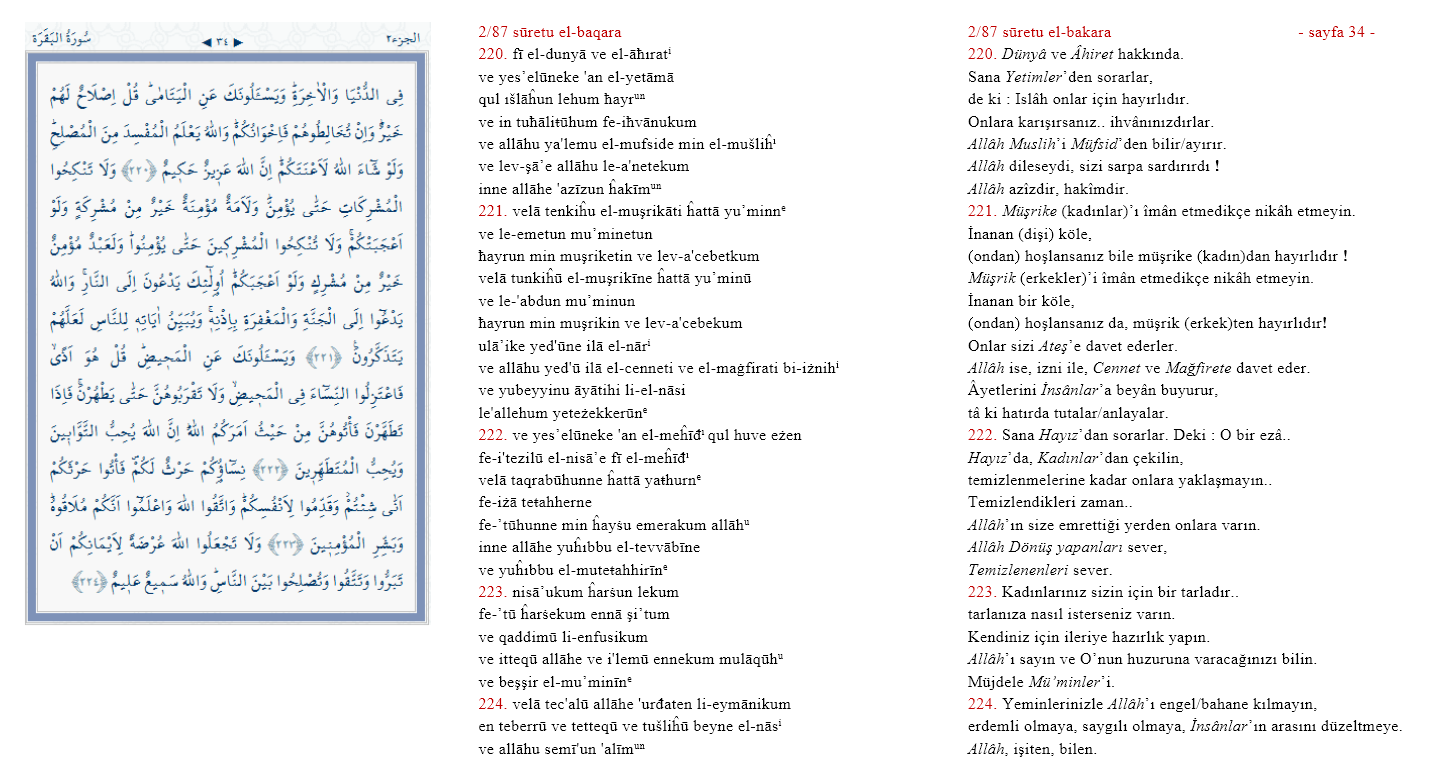 الجزء٢
◀ ٣٤ ▶
سُورَةُ الْبَقَرَةِ
فِى الدُّنْيَا وَالْاٰخِرَةِۜ وَيَسْـَٔلُونَكَ عَنِ الْيَتَامٰىۜ قُلْ اِصْلَاحٌ لَهُمْ
خَيْرٌۜ وَاِنْ تُخَالِطُوهُمْ فَاِخْوَانُكُمْۜ وَاللّٰهُ يَعْلَمُ الْمُفْسِدَ مِنَ الْمُصْلِحِۜ
وَلَوْ شَٓاءَ اللّٰهُ لَاَعْنَتَكُمْۜ اِنَّ اللّٰهَ عَزِيزٌ حَكِيمٌ ﴿٢٢٠﴾ وَلَا تَنْكِحُوا
الْمُشْرِكَاتِ حَتّٰى يُؤْمِنَّۜ وَلَاَمَةٌ مُؤْمِنَةٌ خَيْرٌ مِنْ مُشْرِكَةٍ وَلَوْ
اَعْجَبَتْكُمْۚ وَلَا تُنْكِحُوا الْمُشْرِكِينَ حَتّٰى يُؤْمِنُواۜ وَلَعَبْدٌ مُؤْمِنٌ
خَيْرٌ مِنْ مُشْرِكٍ وَلَوْ اَعْجَبَكُمْۜ اُو۬لٰٓئِكَ يَدْعُونَ اِلَى النَّارِۚ وَاللّٰهُ
يَدْعُٓوا اِلَى الْجَنَّةِ وَالْمَغْفِرَةِ بِاِذْنِهٖۚ وَيُبَيِّنُ اٰيَاتِهٖ لِلنَّاسِ لَعَلَّهُمْ
يَتَذَكَّرُونَ۟ ﴿٢٢١﴾ وَيَسْـَٔلُونَكَ عَنِ الْمَحِيضِۜ قُلْ هُوَ اَذًىۙ
فَاعْتَزِلُوا النِّسَٓاءَ فِى الْمَحِيضِۙ وَلَا تَقْرَبُوهُنَّ حَتّٰى يَطْهُرْنَۚ فَاِذَا
تَطَهَّرْنَ فَأْتُوهُنَّ مِنْ حَيْثُ اَمَرَكُمُ اللّٰهُۜ اِنَّ اللّٰهَ يُحِبُّ التَّوَّابِينَ
وَيُحِبُّ الْمُتَطَهِّرِينَ ﴿٢٢٢﴾ نِسَٓاؤُ۬كُمْ حَرْثٌ لَكُمْۖ فَأْتُوا حَرْثَكُمْ
اَنّٰى شِئْتُمْۘ وَقَدِّمُوا لِاَنْفُسِكُمْۜ وَاتَّقُوا اللّٰهَ وَاعْلَمُٓوا اَنَّكُمْ مُلَاقُوهُۜ
وَبَشِّرِ الْمُؤْمِنِينَ ﴿٢٢٣﴾ وَلَا تَجْعَلُوا اللّٰهَ عُرْضَةً لِاَيْمَانِكُمْ اَنْ
تَبَرُّوا وَتَتَّقُوا وَتُصْلِحُوا بَيْنَ النَّاسِۜ وَاللّٰهُ سَمِيعٌ عَلِيمٌ ﴿٢٢٤﴾
2/87 sūretu el-baqara
220. fī el-dunyā ve el-āħıratⁱ
ve yes’elūneke 'an el-yetāmā
qul ıšlāĥun lehum ħayrᵘⁿ
ve in tuħāliŧūhum fe-iħvānukum
ve allāhu ya'lemu el-mufside min el-mušliĥⁱ
ve lev-şā’e allāhu le-a'netekum
inne allāhe 'azīzun ĥakīmᵘⁿ
221. velā tenkiĥu el-muşrikāti ĥattā yu’minnᵉ
ve le-emetun mu’minetun
ħayrun min muşriketin ve lev-a'cebetkum
velā tunkiĥū el-muşrikīne ĥattā yu’minū
ve le-'abdun mu’minun
ħayrun min muşrikin ve lev-a'cebekum
ulā’ike yed'ūne ilā el-nārⁱ
ve allāhu yed'ū ilā el-cenneti ve el-maġfirati bi-iżnihⁱ
ve yubeyyinu āyātihi li-el-nāsi
le'allehum yeteżekkerūnᵉ
222. ve yes’elūneke 'an el-meĥīđᶦ qul huve eżen
fe-i'tezilū el-nisā’e fī el-meĥīđᶦ
velā taqrabūhunne ĥattā yaŧhurnᵉ
fe-iżā teŧahherne
fe-’tūhunne min ĥayśu emerakum allāhᵘ
inne allāhe yuĥıbbu el-tevvābīne
ve yuĥıbbu el-muteŧahhirīnᵉ
223. nisā’ukum ĥarśun lekum
fe-’tū ĥarśekum ennā şi’tum
ve qaddimū li-enfusikum
ve itteqū allāhe ve i'lemū ennekum mulāqūhᵘ
ve beşşir el-mu’minīnᵉ
224. velā tec'alū allāhe 'urđaten li-eymānikum
en teberrū ve tetteqū ve tušliĥū beyne el-nāsⁱ
ve allāhu semī'un 'alīmᵘⁿ
2/87 sūretu el-bakara - sayfa 34 -
220. Dünyâ ve Âhiret hakkında.
Sana Yetimler’den sorarlar,
de ki : Islâh onlar için hayırlıdır.
Onlara karışırsanız.. ihvânınızdırlar.
Allâh Muslih’i Müfsid’den bilir/ayırır.
Allâh dileseydi, sizi sarpa sardırırdı !
Allâh azîzdir, hakîmdir.
221. Müşrike (kadınlar)’ı îmân etmedikçe nikâh etmeyin.
İnanan (dişi) köle,
(ondan) hoşlansanız bile müşrike (kadın)dan hayırlıdır !
Müşrik (erkekler)’i îmân etmedikçe nikâh etmeyin.
İnanan bir köle,
(ondan) hoşlansanız da, müşrik (erkek)ten hayırlıdır!
Onlar sizi Ateş’e davet ederler.
Allâh ise, izni ile, Cennet ve Mağfirete davet eder.
Âyetlerini İnsânlar’a beyân buyurur,
tâ ki hatırda tutalar/anlayalar.
222. Sana Hayız’dan sorarlar. Deki : O bir ezâ..
Hayız’da, Kadınlar’dan çekilin,
temizlenmelerine kadar onlara yaklaşmayın..
Temizlendikleri zaman..
Allâh’ın size emrettiği yerden onlara varın.
Allâh Dönüş yapanları sever,
Temizlenenleri sever.
223. Kadınlarınız sizin için bir tarladır..
tarlanıza nasıl isterseniz varın.
Kendiniz için ileriye hazırlık yapın.
Allâh’ı sayın ve O’nun huzuruna varacağınızı bilin.
Müjdele Mü’minler’i.
224. Yeminlerinizle Allâh’ı engel/bahane kılmayın,
erdemli olmaya, saygılı olmaya, İnsânlar’ın arasını düzeltmeye.
Allâh, işiten, bilen.